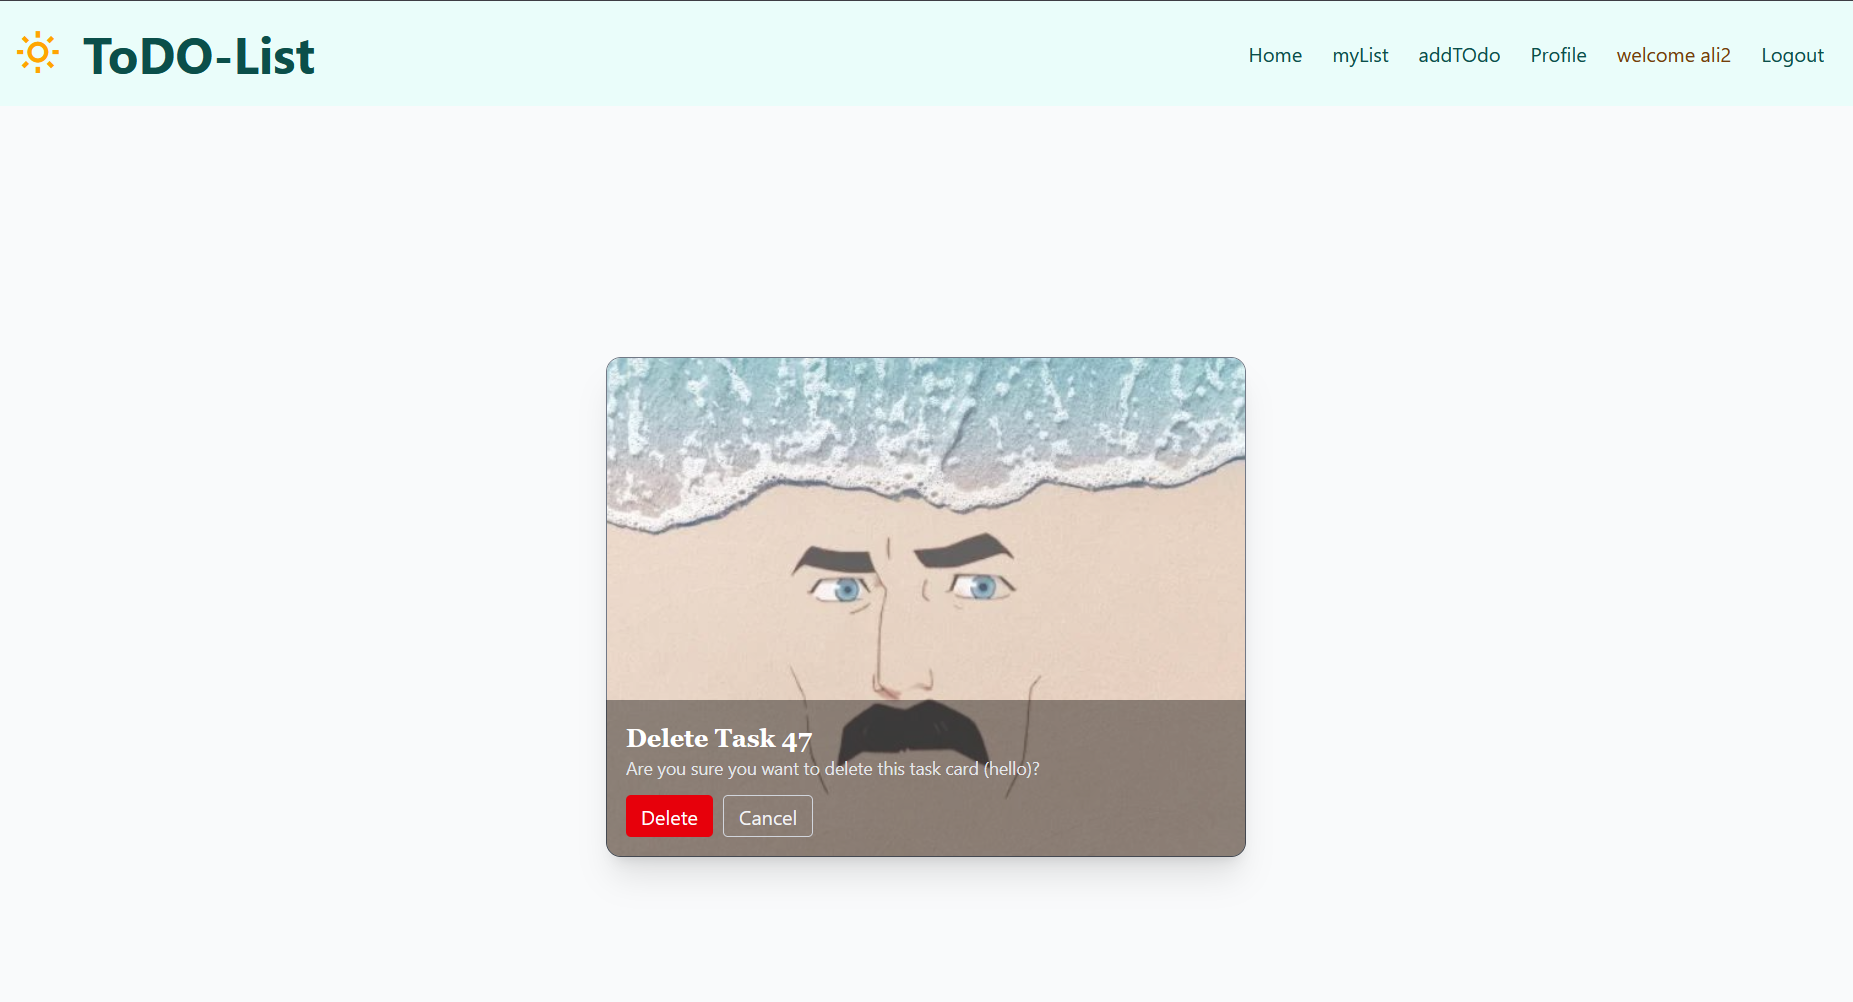 ToDO-List
Home myList addTOdo Profile welcome ali2 Logout
Delete Task 47
Are you sure you want to delete this task card (hello)?
Delete Cancel